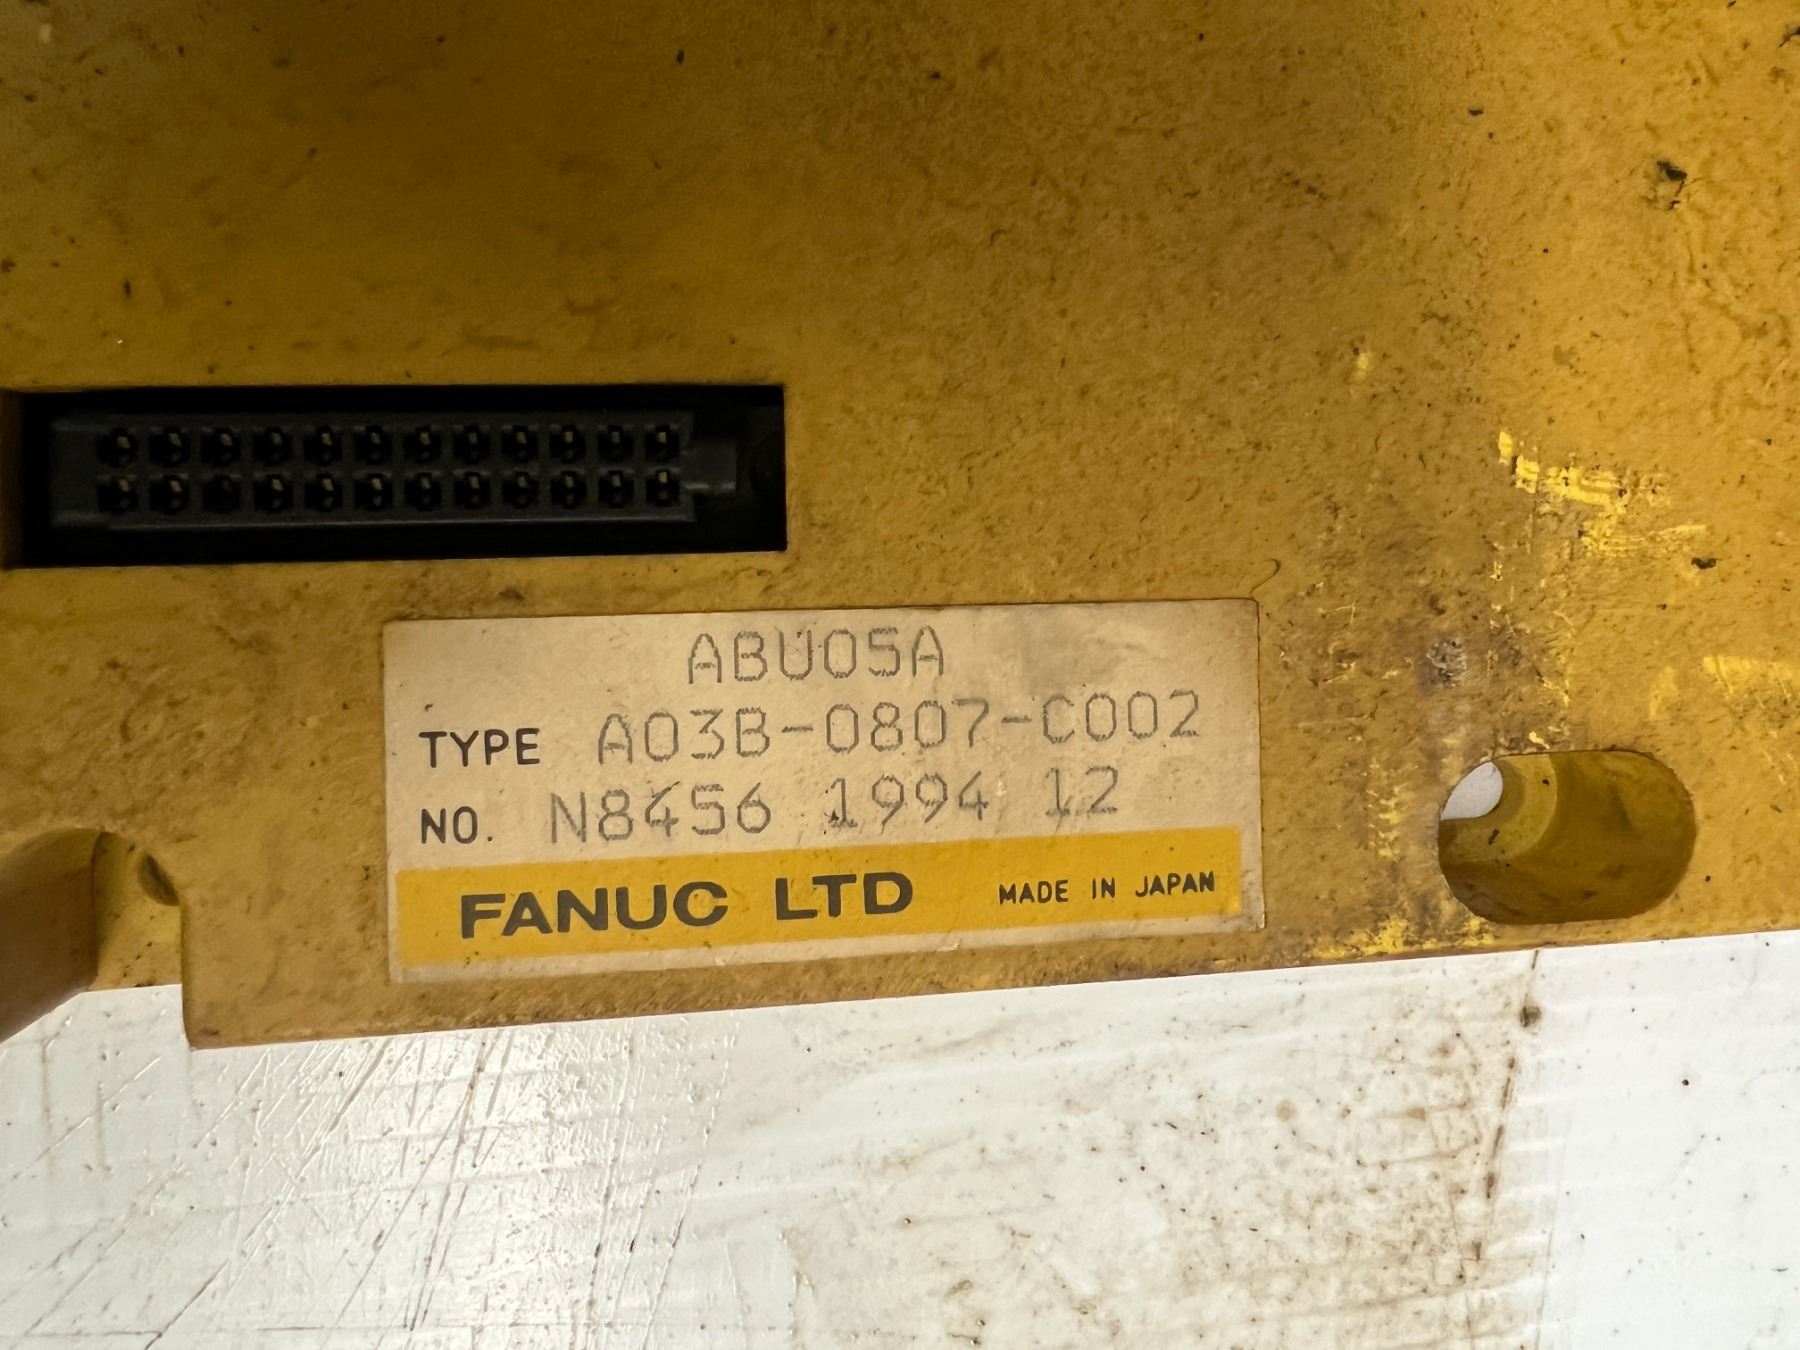 ABU05A
TYPE A03B-0807-C002
NO. N8456 1994 12
FANUC LTD MADE IN JAPAN